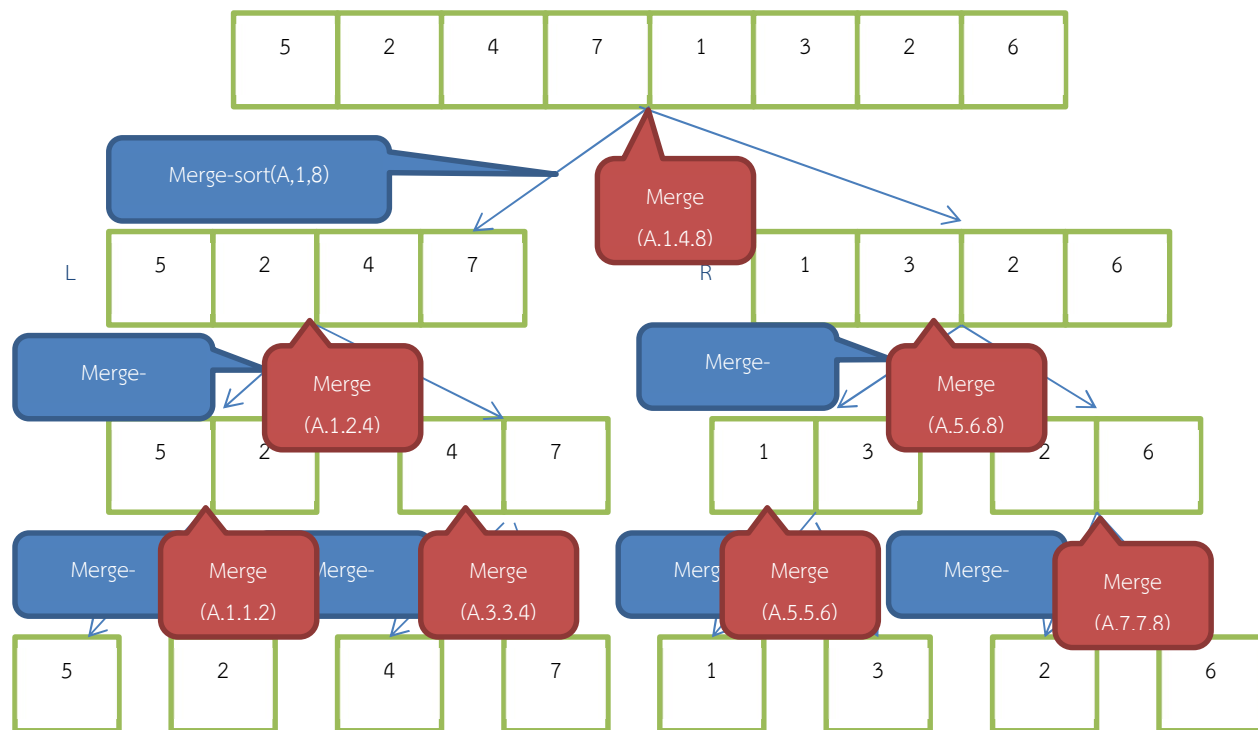 5 2 4 7 1 3 2 6
Merge-sort(A,1,8)
Merge
(A.1.4.8)
L
5 2 4 7
R
1 3 2 6
Merge-
Merge
(A.1.2.4)
Merge-
Merge
(A.5.6.8)
5 2
4 7
1 3
2 6
Merge-
Merge
(A.1.1.2)
Merge-
Merge
(A.3.3.4)
Merge
(A.5.5.6)
Merge-
Merge
(A.7.7.8)
5 2 4 7 1 3 2 6